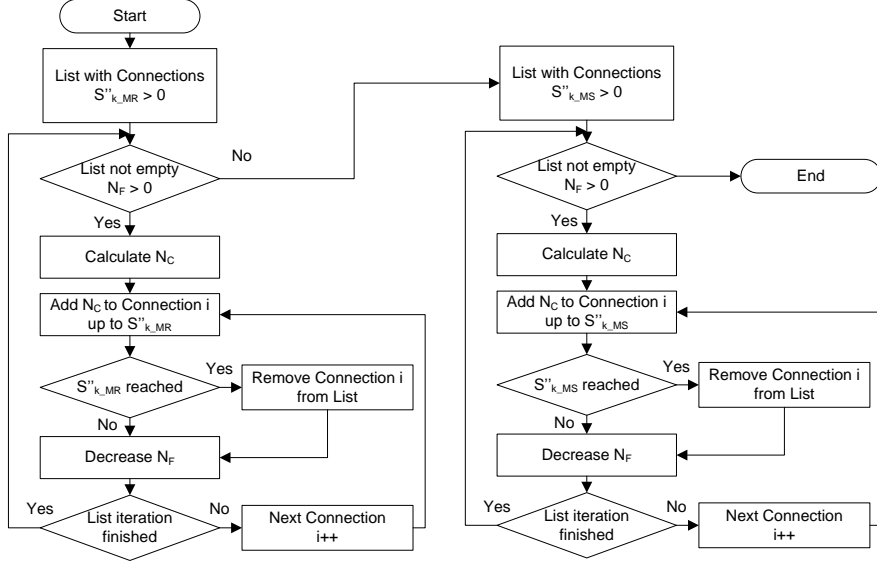 Start
List with Connections
S''k_MR > 0
List not empty
NF > 0
No
Yes
Calculate NC
Add NC to Connection i
up to S''k_MR
S''k_MR reached
Yes
Remove Connection i
from List
No
Decrease NF
Yes
List iteration
finished
No
Next Connection
i++
List with Connections
S''k_MS > 0
List not empty
NF > 0
End
Yes
Calculate NC
Add NC to Connection i
up to S''k_MS
S''k_MS reached
Yes
Remove Connection i
from List
No
Decrease NF
Yes
List iteration
finished
No
Next Connection
i++